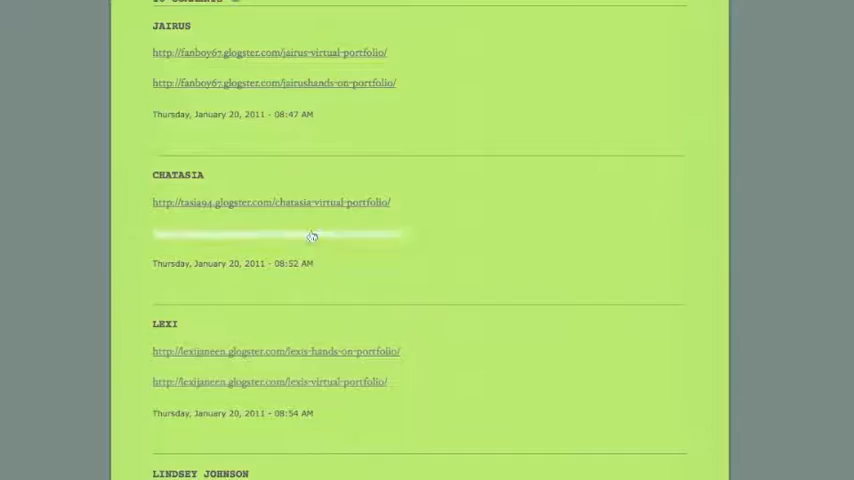 JAIRUS
http://fanboy67.glogster.com/jairus-virtual-portfolio/
http://fanboy67.glogster.com/jairushands-on-portfolio/
Thursday, January 20, 2011 - 08:47 AM
CHATASIA
http://tasia94.glogster.com/chatasia-virtual-portfolio/
Thursday, January 20, 2011 - 08:52 AM
LEXI
http://lexijaneen.glogster.com/lexis-hands-on-portfolio/
http://lexijaneen.glogster.com/lexis-virtual-portfolio/
Thursday, January 20, 2011 - 08:54 AM
LINDSEY JOHNSON